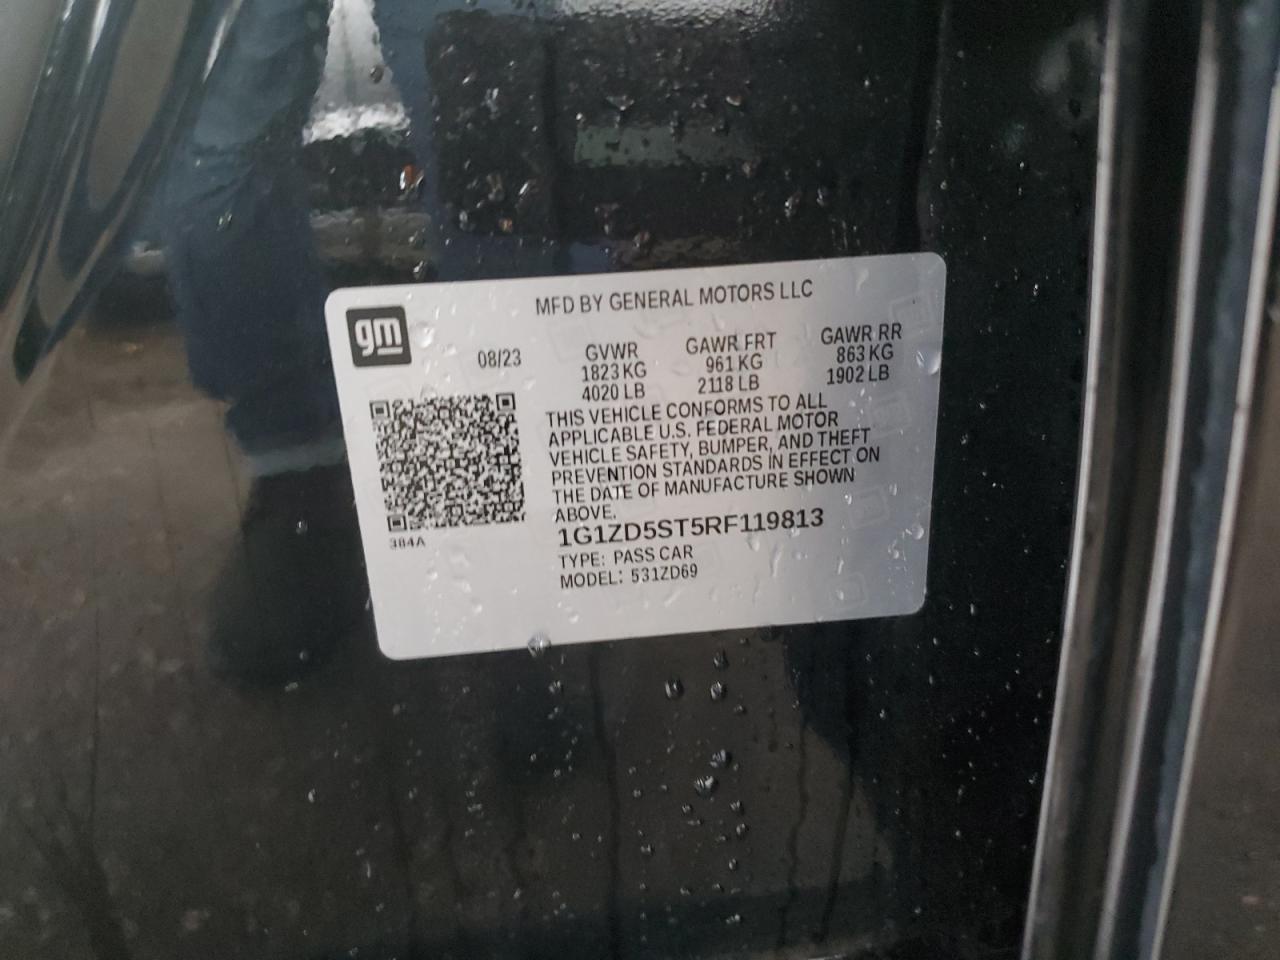 MFD BY GENERAL MOTORS LLC
gm
08/23 GVWR GAWR FRT GAWR RR
1823 KG 961 KG 863 KG
4020 LB 2118 LB 1902 LB
THIS VEHICLE CONFORMS TO ALL
APPLICABLE U.S. FEDERAL MOTOR
VEHICLE SAFETY, BUMPER, AND THEFT
PREVENTION STANDARDS IN EFFECT ON
THE DATE OF MANUFACTURE SHOWN
ABOVE.
1G1ZD5ST5RF119813
384A
TYPE: PASS CAR
MODEL: 531ZD69